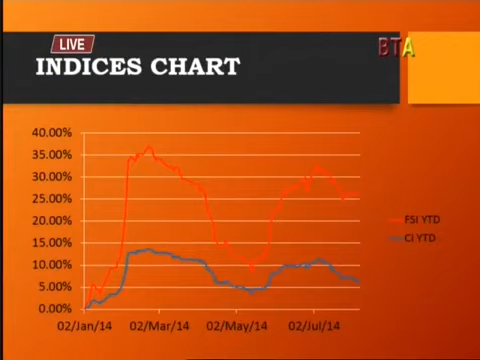 LIVE
BTA
INDICES CHART
40.00%
35.00%
30.00%
25.00%
20.00%
15.00%
10.00%
5.00%
0.00%
02/Jan/14 02/Mar/14 02/May/14 02/Jul/14
FSI YTD
CI YTD